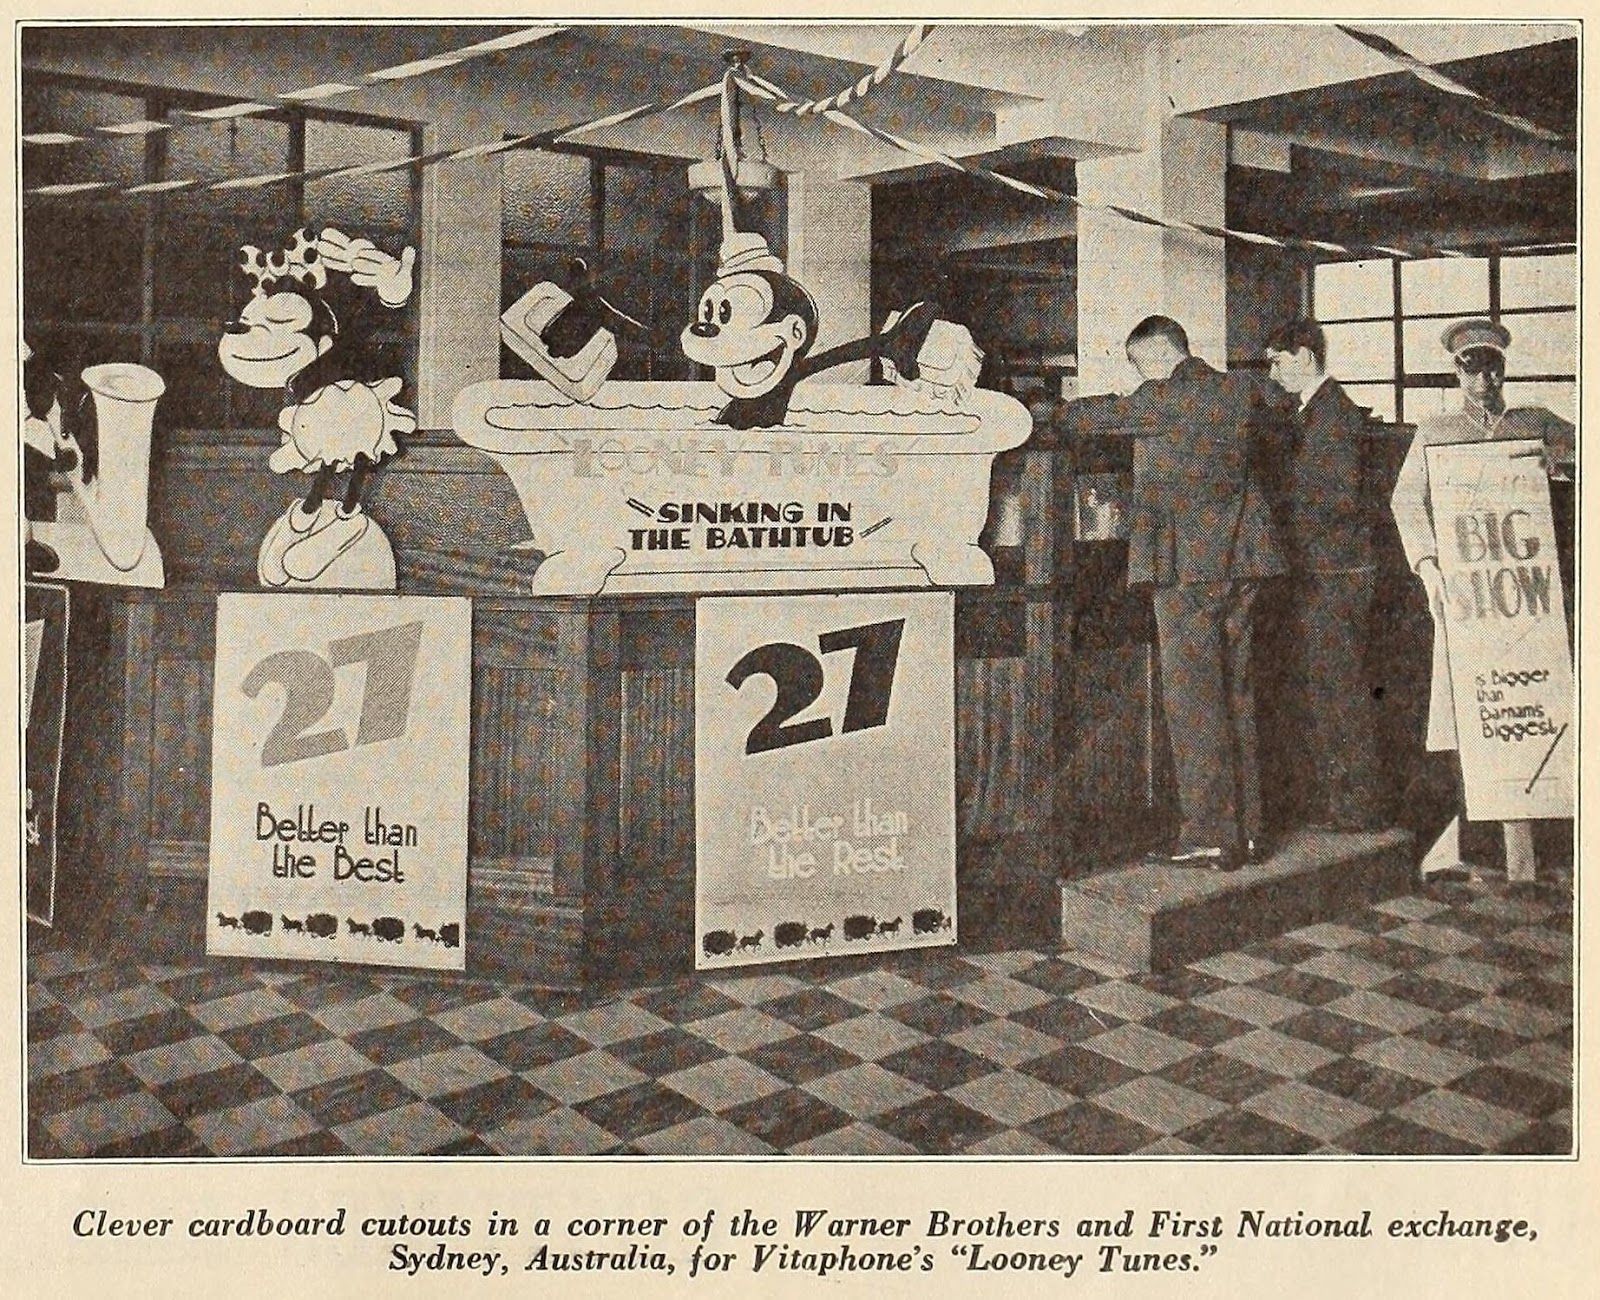 LOONEY TUNES
SINKING IN
THE BATHTUB
27
Better than
the Best
27
Better than
the Rest
BIG
SHOW
is Bigger
than
Barnams
Biggest
Clever cardboard cutouts in a corner of the Warner Brothers and First National exchange,
Sydney, Australia, for Vitaphone's "Looney Tunes."